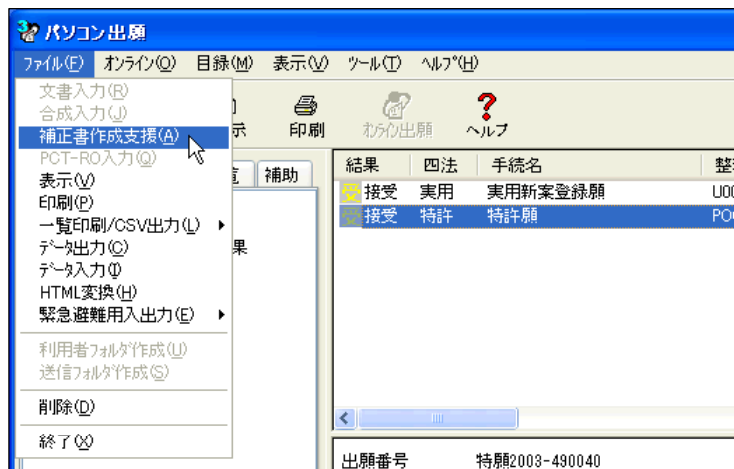 パソコン出願
ファイル(F) オンライン(O) 目録(M) 表示(V) ツール(T) ヘルプ(H)
文書入力(R)
合成入力(J)
補正書作成支援(A)
PCT-RO入力(Q)
表示(V)
印刷(P)
一覧印刷/CSV出力(L)
データ出力(C)
データ入力(I)
HTML変換(H)
緊急避難用入出力(E)
利用者フォルダ作成(U)
送信フォルダ作成(S)
削除(D)
終了(X)
示 印刷 オンライン出願 ヘルプ
補助
果
結果 四法 手続名
受 接受 実用 実用新案登録願 U00
受 接受 特許 特許願
出願番号 特願2003-490040